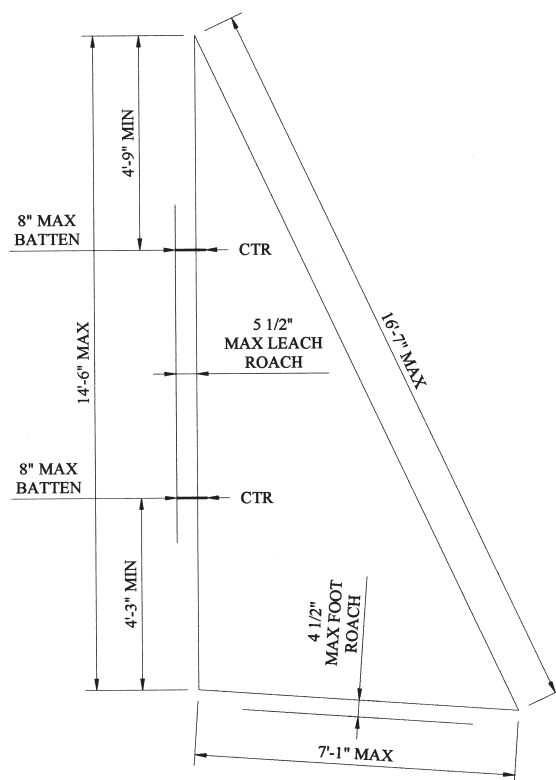 4'-9" MIN
8" MAX
BATTEN
CTR
16'-7" MAX
5 1/2"
MAX LEACH
ROACH
14'-6" MAX
8" MAX
BATTEN
CTR
4'-3" MIN
4 1/2"
MAX FOOT
ROACH
7'-1" MAX